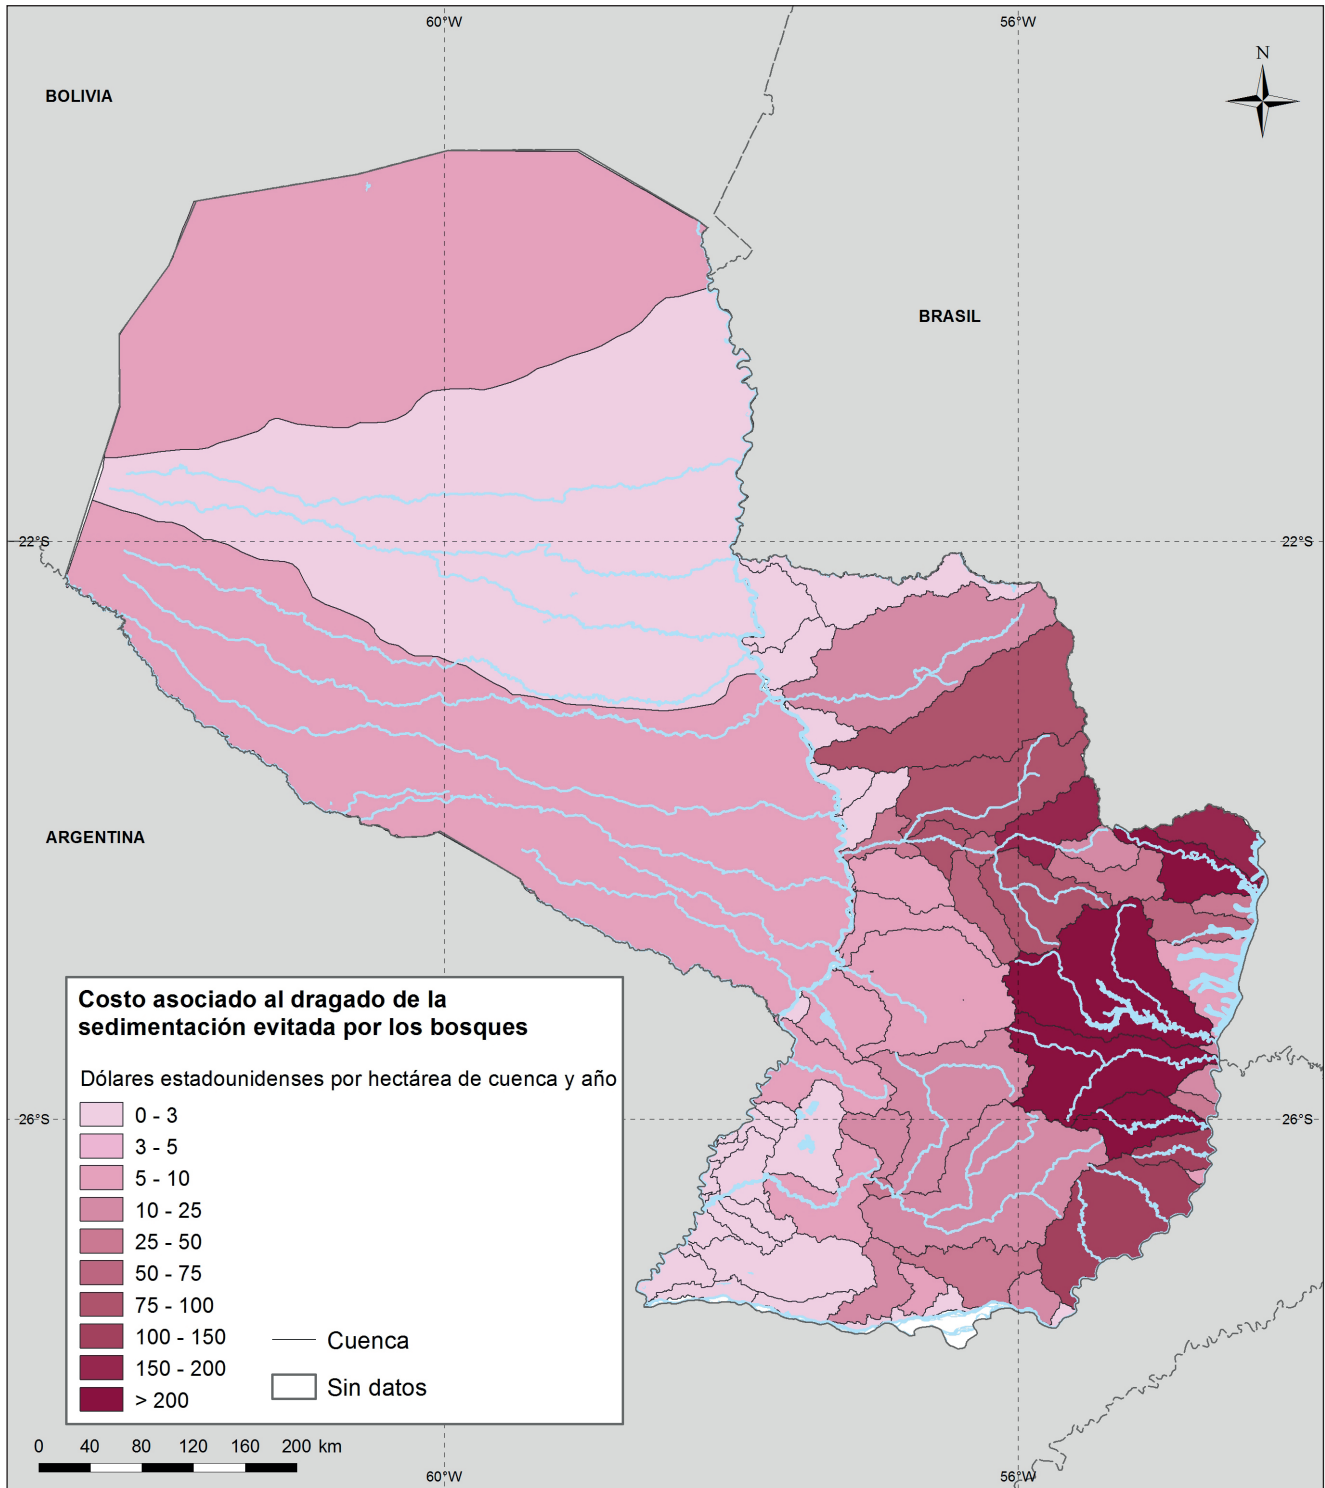 60°W
56°W
N
BOLIVIA
BRASIL
22°S
22°S
ARGENTINA
Costo asociado al dragado de la
sedimentación evitada por los bosques
Dólares estadounidenses por hectárea de cuenca y año
0 - 3
3 - 5
5 - 10
10 - 25
25 - 50
50 - 75
75 - 100
100 - 150
150 - 200
> 200
Cuenca
Sin datos
26°S
26°S
0 40 80 120 160 200 km
60°W
56°W